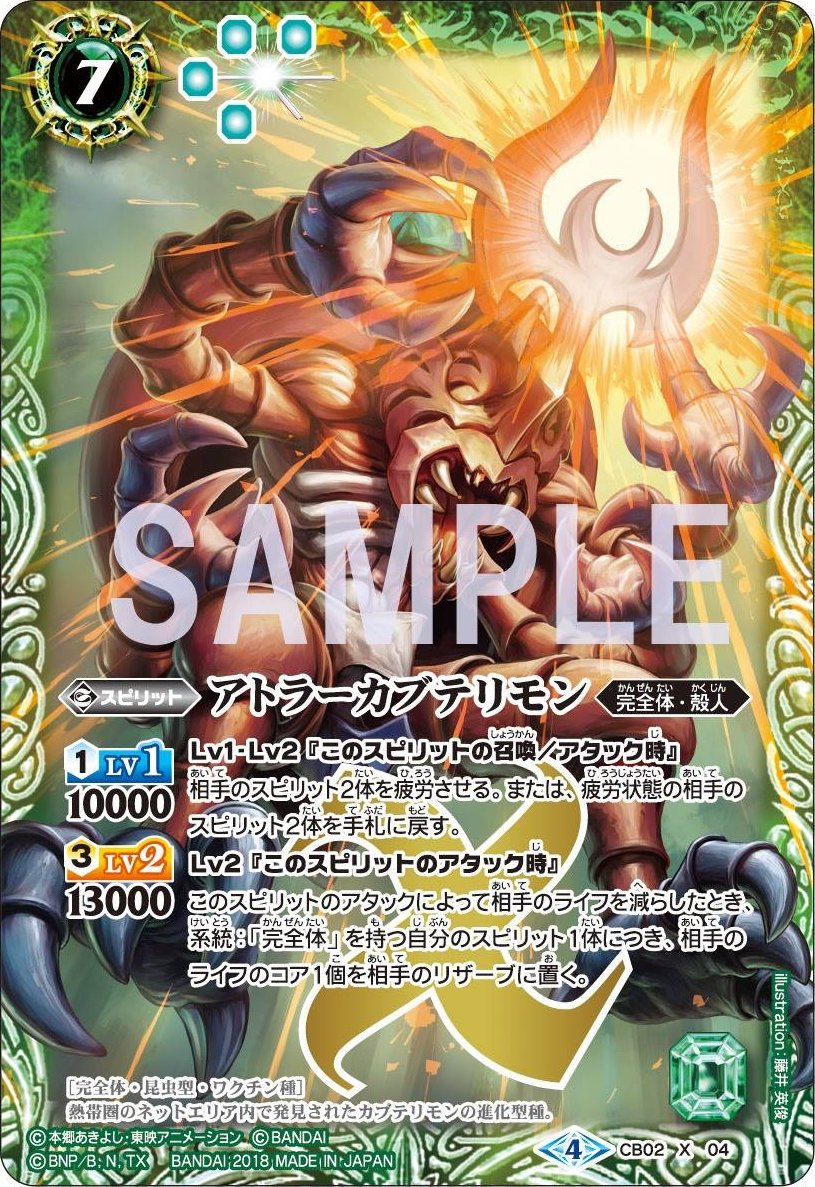 7
SAMPLE
スピリット
アトラーカブテリモン
完全体・殻人
かんぜんたい かくじん
1 LV1
10000
Lv1・Lv2『このスピリットの召喚/アタック時』
相手のスピリット2体を疲労させる。または、疲労状態の相手の
スピリット2体を手札に戻す。
3 LV2
13000
Lv2『このスピリットのアタック時』
このスピリットのアタックによって相手のライフを減らしたとき、
系統:「完全体」を持つ自分のスピリット1体につき、相手の
ライフのコア1個を相手のリザーブに置く。
illustration:藤井 英俊
[完全体・昆虫型・ワクチン種]
熱帯圏のネットエリア内で発見されたカブテリモンの進化型種。
©本郷あきよし・東映アニメーション ©BANDAI
©BNP/B, N, TX BANDAI 2018 MADE IN JAPAN
4 CB02 X 04